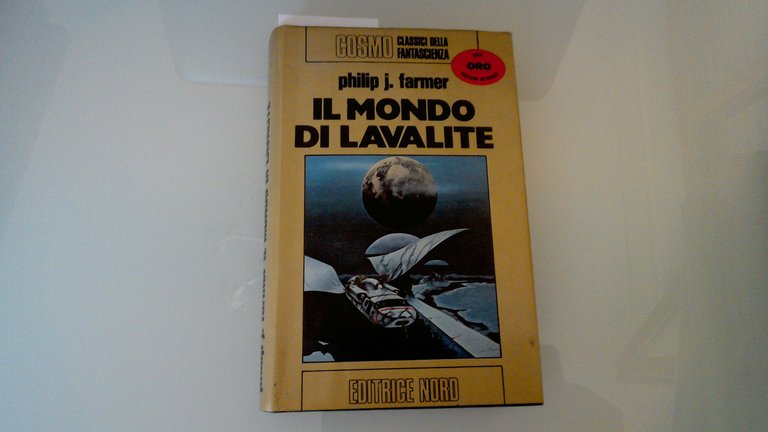 COSMO CLASSICI DELLA
FANTASCIENZA
ORO
philip j. farmer
IL MONDO
DI LAVALITE
EDITRICE NORD